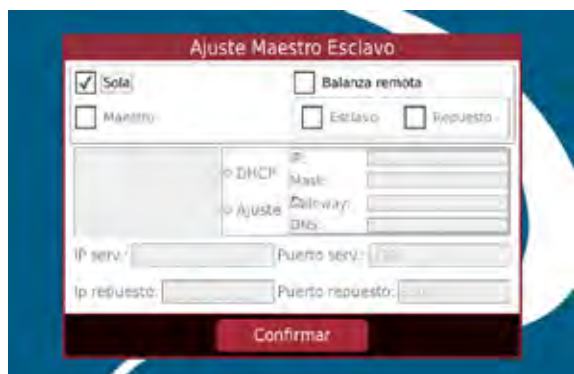 Ajuste Maestro Esclavo
Sola
Balanza remota
Maestro
Esclavo
Repuesto
DHCP
Ajuste
IP:
Mask:
Gateway:
DNS:
IP serv.:
Puerto serv.:
Ip repuesto:
Puerto repuesto:
Confirmar